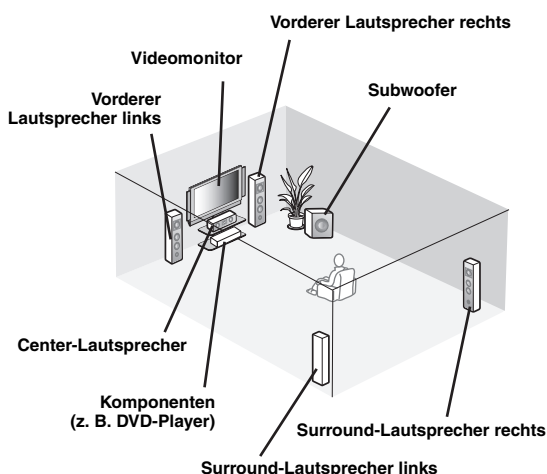 Vorderer Lautsprecher rechts
Videomonitor
Subwoofer
Vorderer
Lautsprecher links
Center-Lautsprecher
Komponenten
(z. B. DVD-Player)
Surround-Lautsprecher rechts
Surround-Lautsprecher links